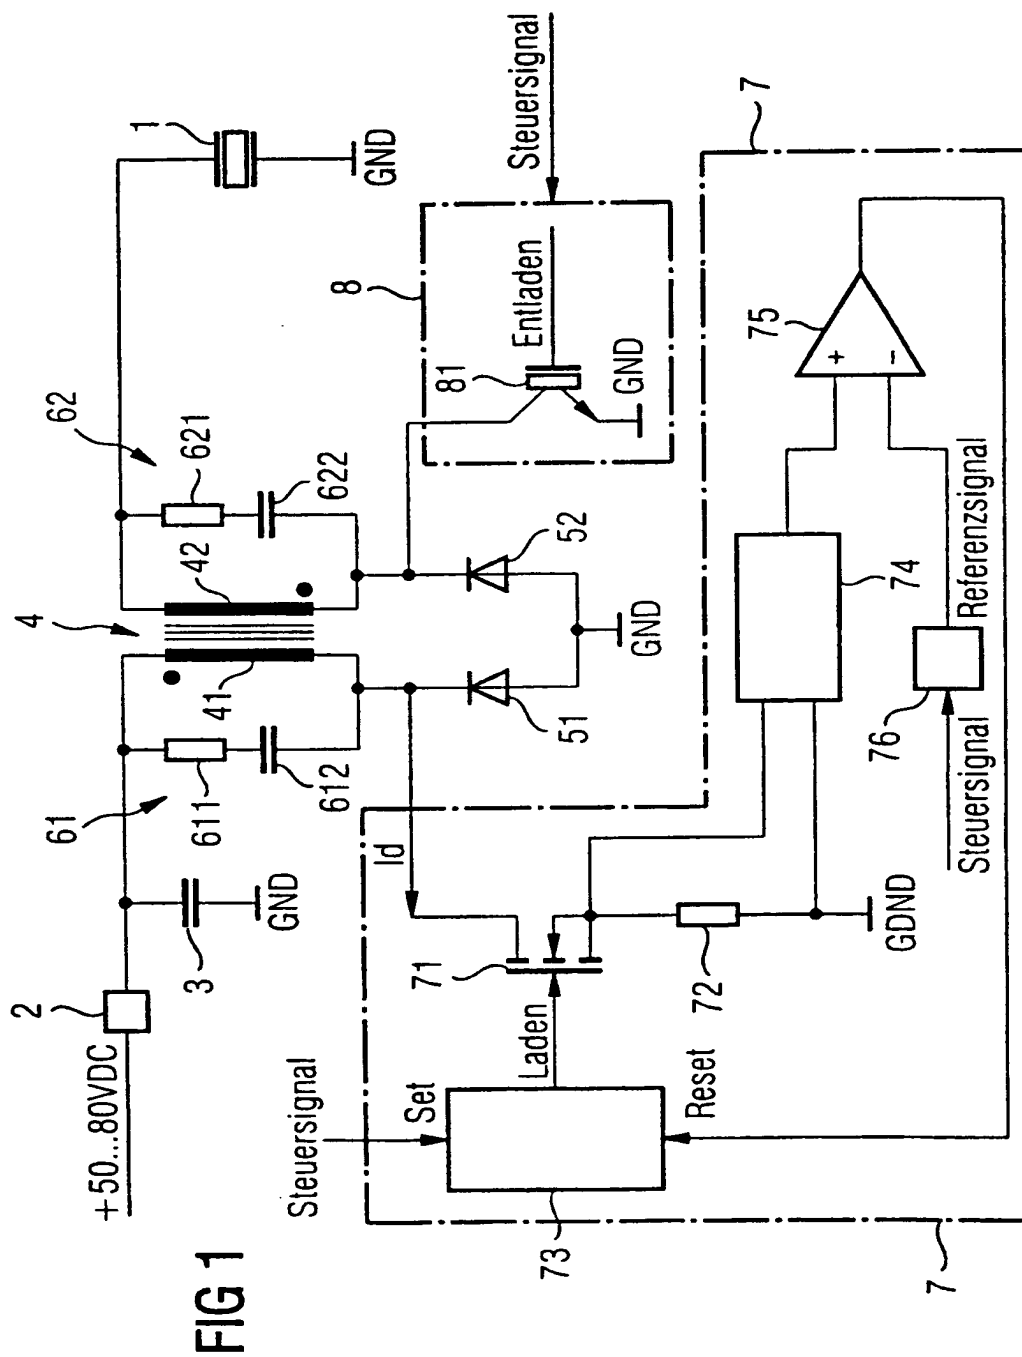 FIG 1
+50...80VDC
2
3
GND
61
611
612
4
41
42
62
621
622
1
GND
51
52
GND
8
81
Entladen
GND
Steuersignal
Id
7
Steuersignal
Set
73
Laden
71
72
GDND
Reset
74
75
+
-
76
Referenzsignal
Steuersignal
7